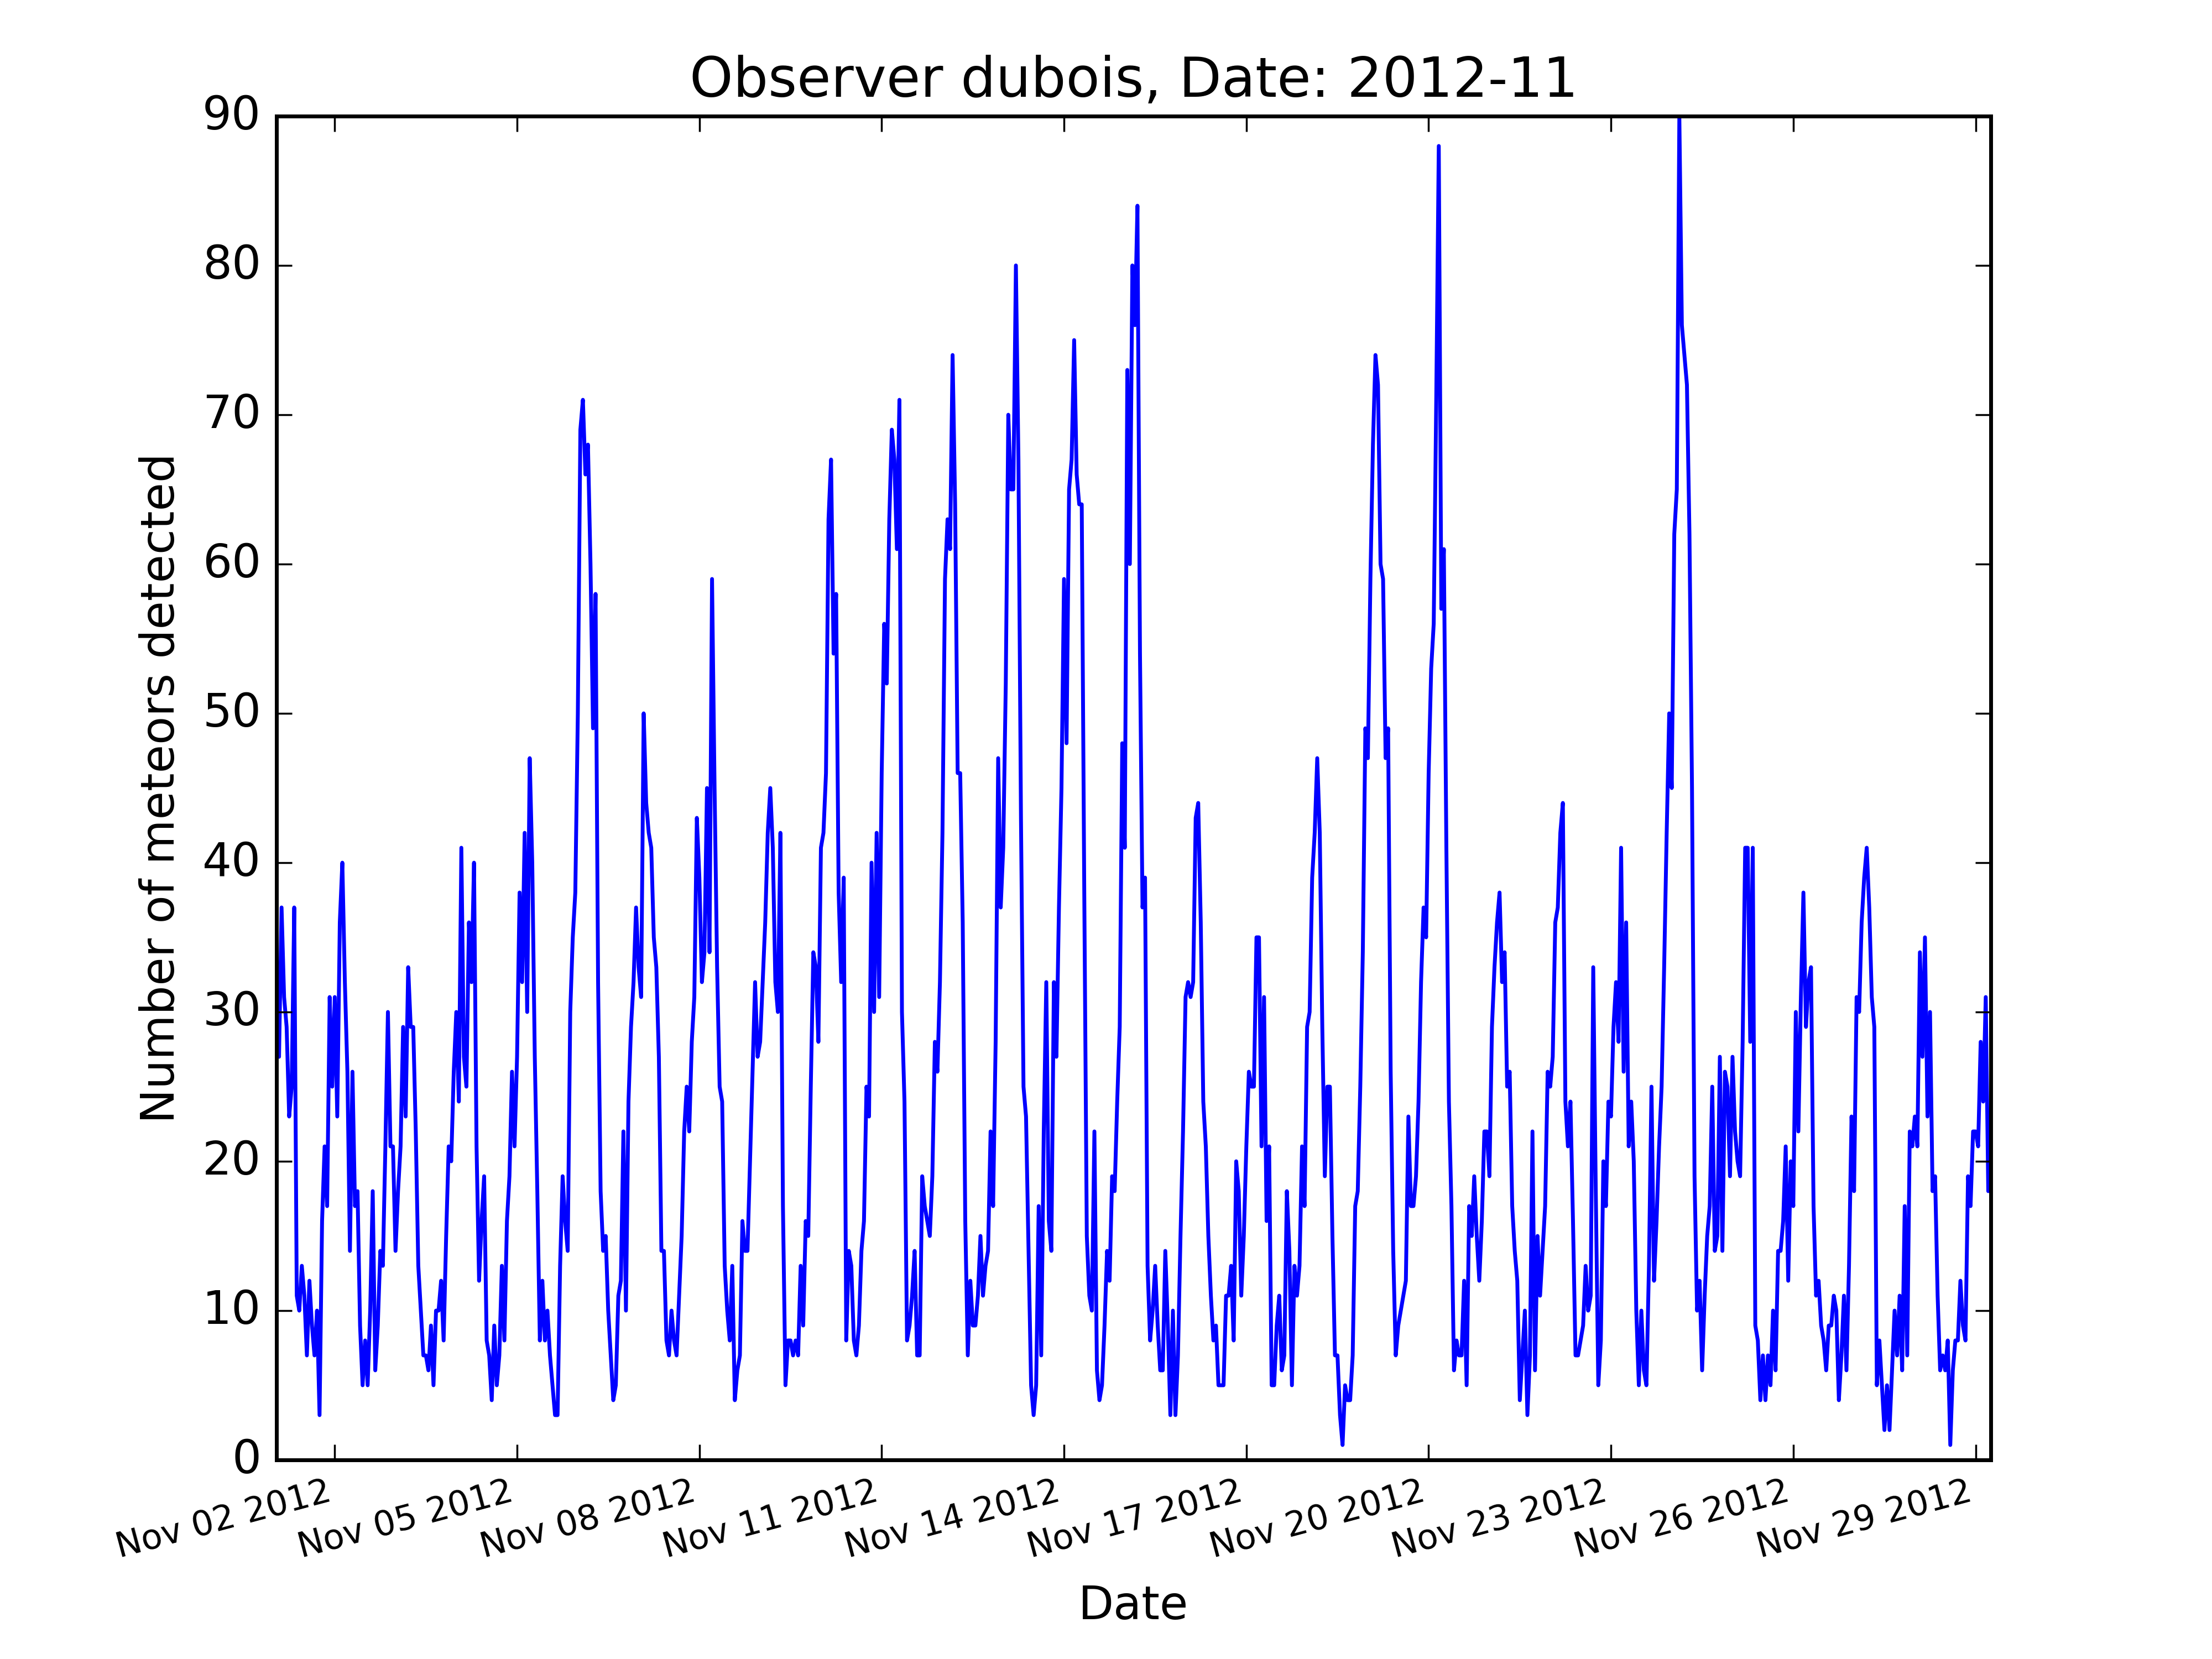 Observer dubois, Date: 2012-11
90
80
70
60
50
40
30
20
10
0
Number of meteors detected
Nov 02 2012
Nov 05 2012
Nov 08 2012
Nov 11 2012
Nov 14 2012
Nov 17 2012
Nov 20 2012
Nov 23 2012
Nov 26 2012
Nov 29 2012
Date